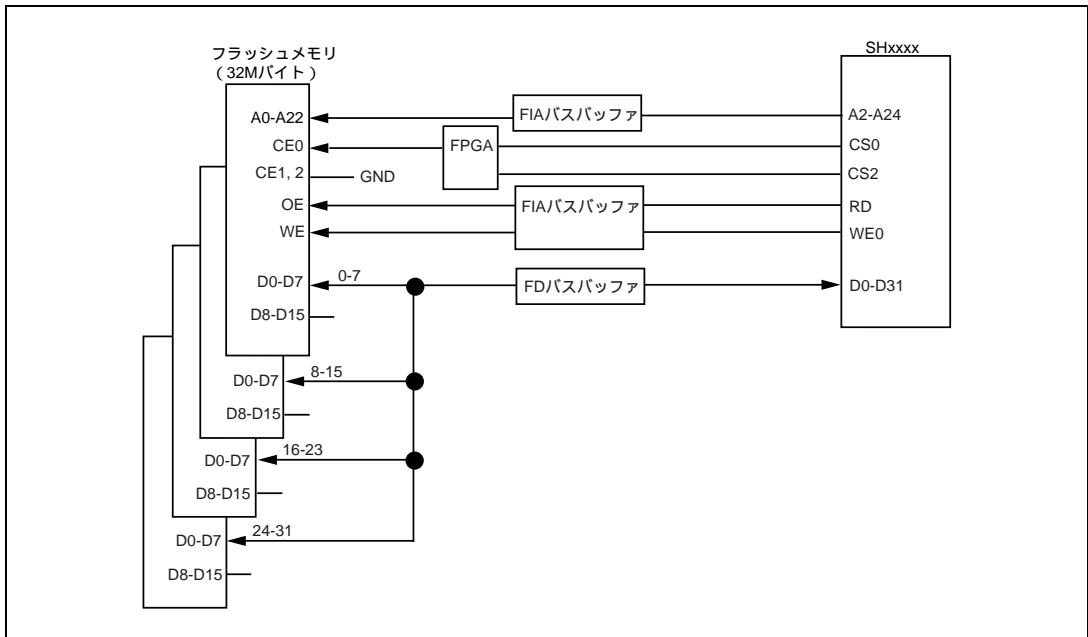 フラッシュメモリ
（32Mバイト）
SHxxxx
A0-A22
FIAバスバッファ
A2-A24
CE0
FPGA
CS0
CE1, 2
GND
CS2
OE
FIAバスバッファ
RD
WE
WE0
D0-D7
0-7
FDバスバッファ
D0-D31
D8-D15
D0-D7
8-15
D8-D15
D0-D7
16-23
D8-D15
D0-D7
24-31
D8-D15